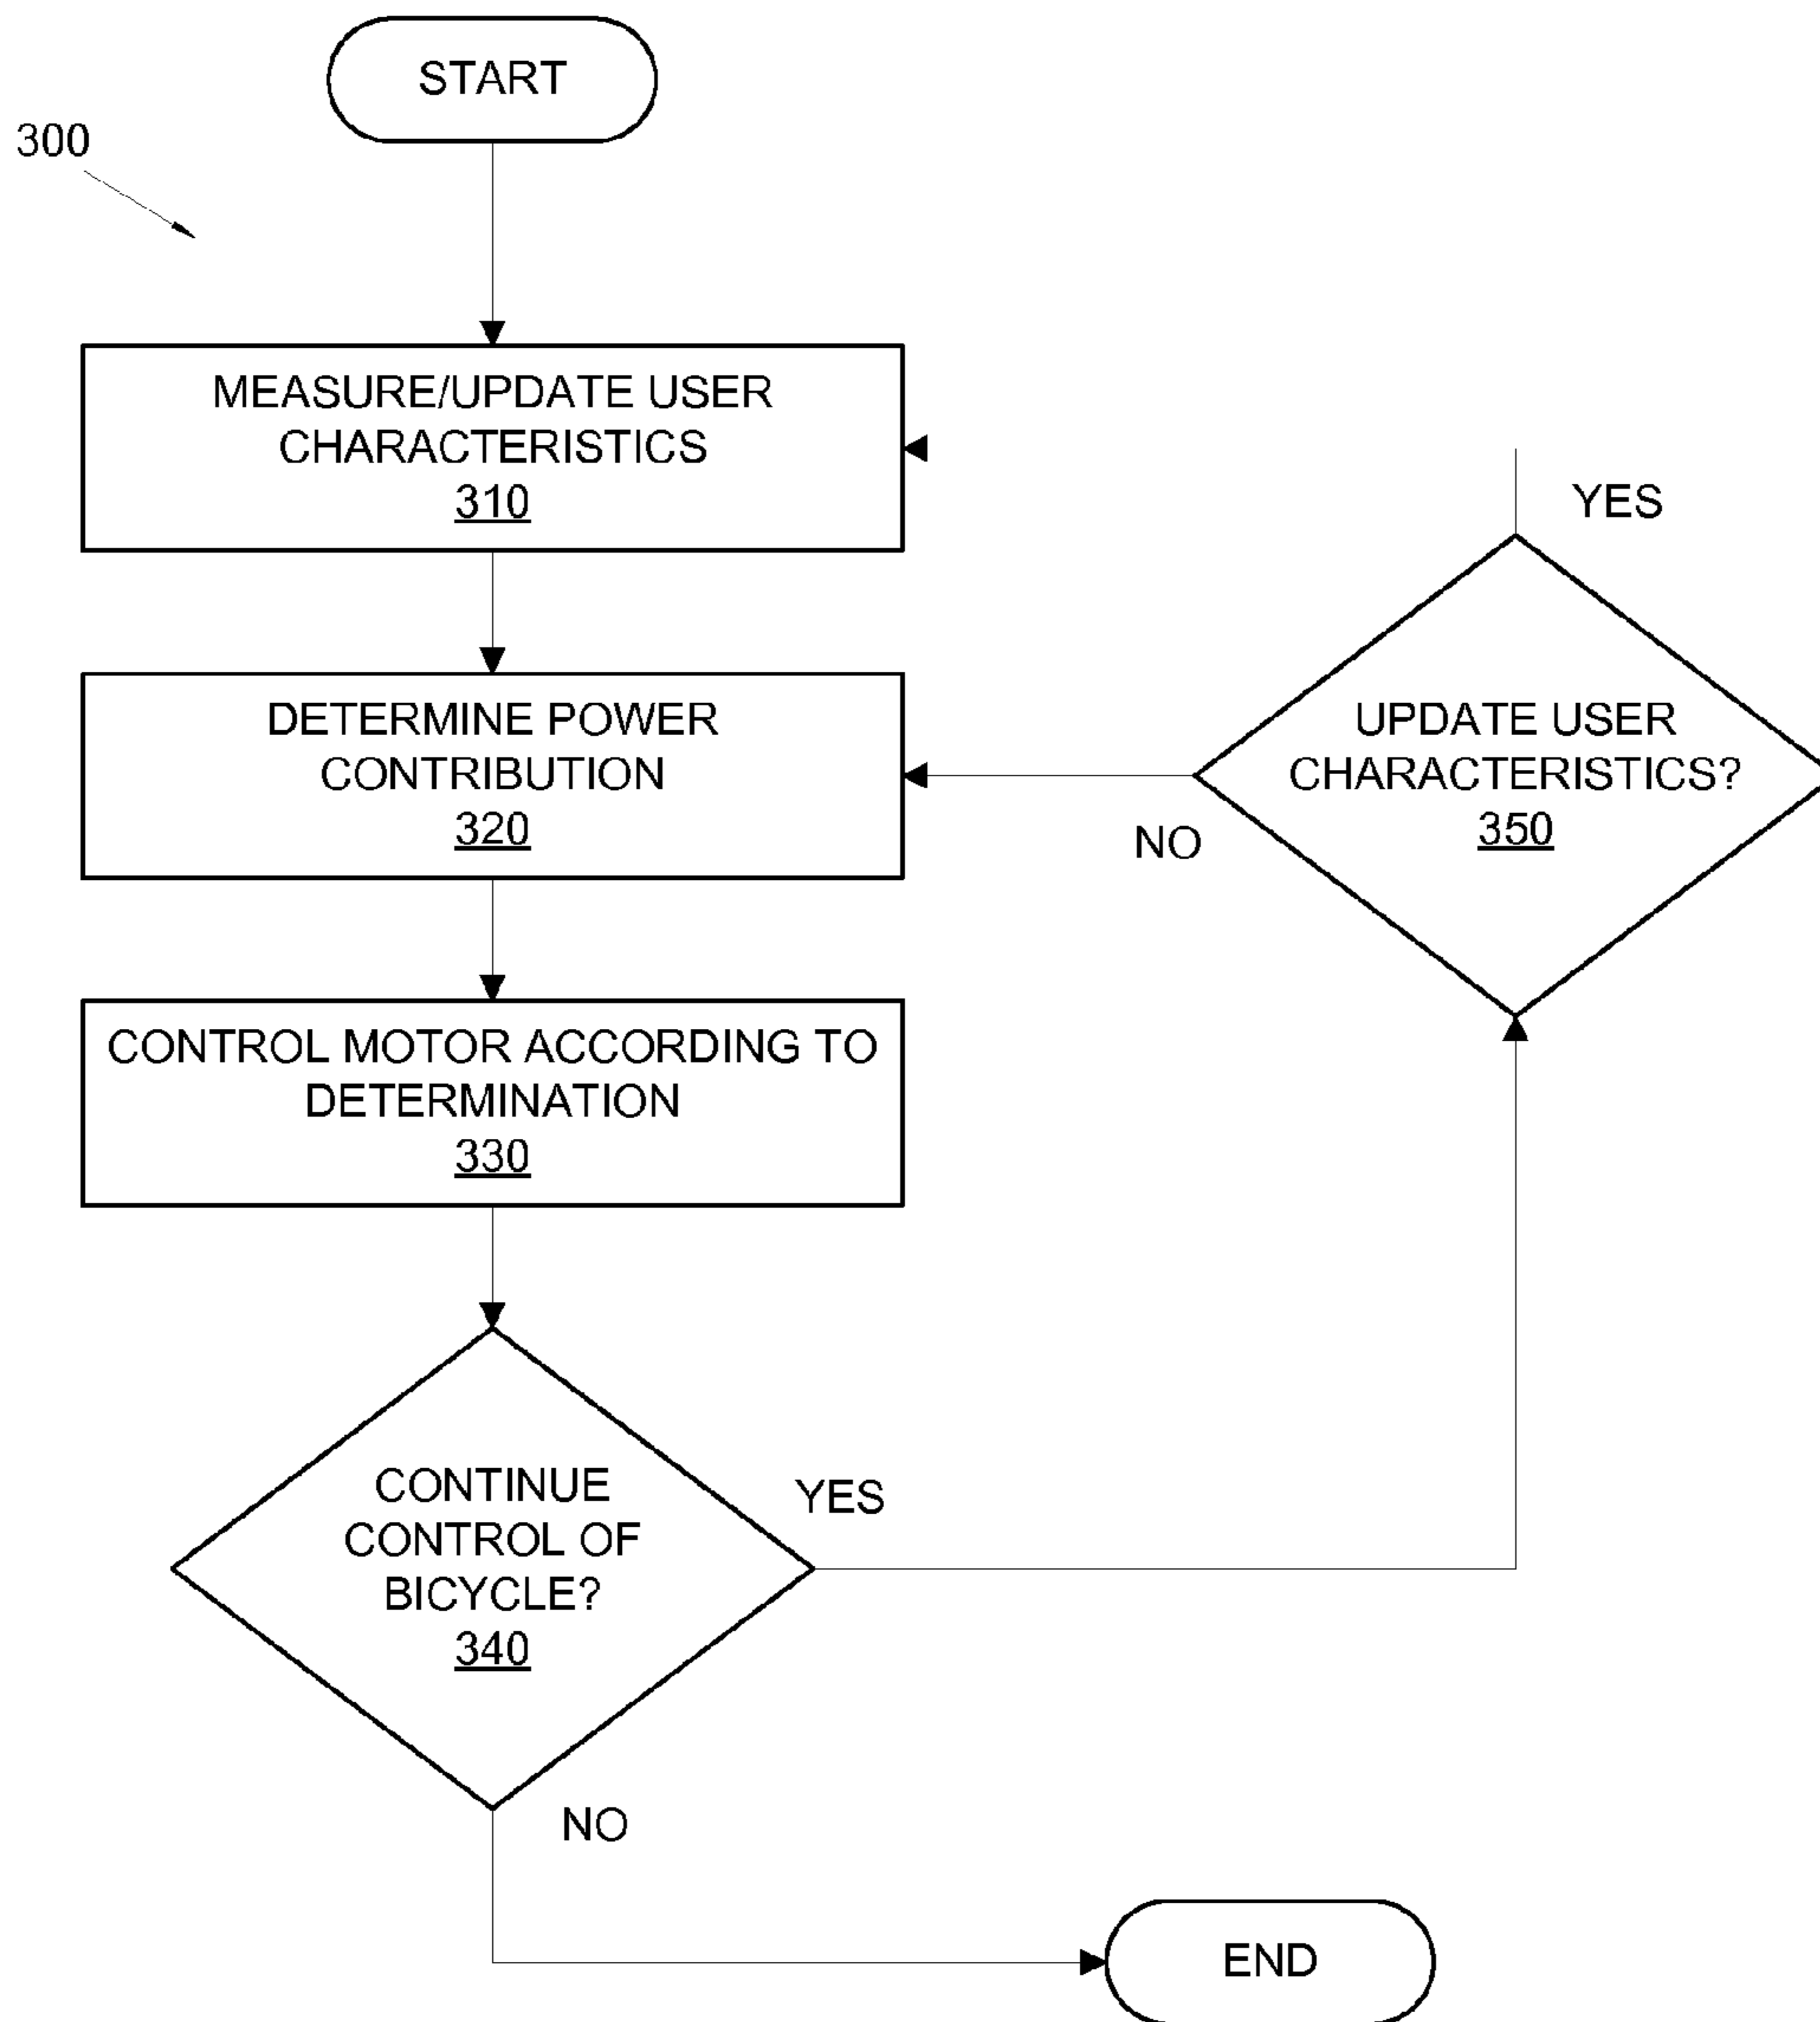 START
300
MEASURE/UPDATE USER
CHARACTERISTICS
310
YES
DETERMINE POWER
CONTRIBUTION
320
UPDATE USER
CHARACTERISTICS?
350
NO
CONTROL MOTOR ACCORDING TO
DETERMINATION
330
CONTINUE
CONTROL OF
BICYCLE?
340
YES
NO
END